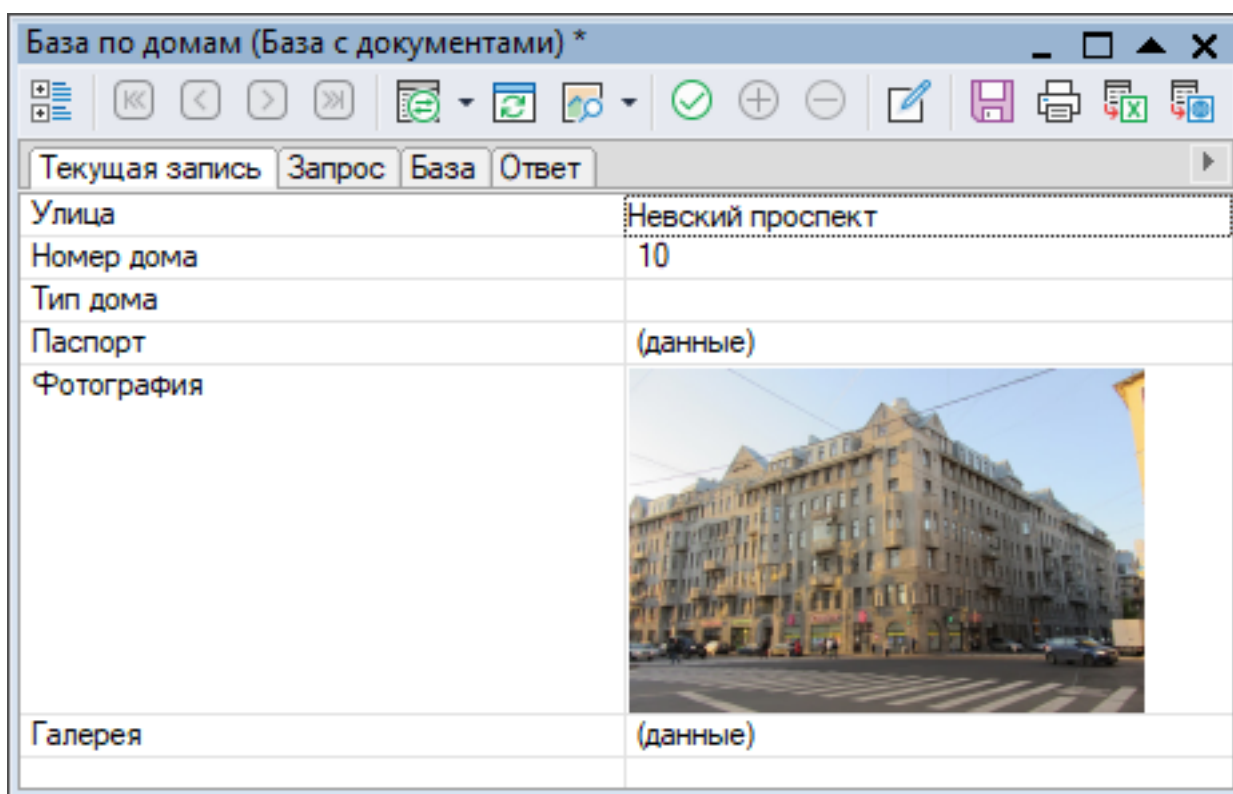 База по домам (База с документами) *
Текущая запись Запрос База Ответ
Улица Невский проспект
Номер дома 10
Тип дома
Паспорт (данные)
Фотография
Галерея (данные)